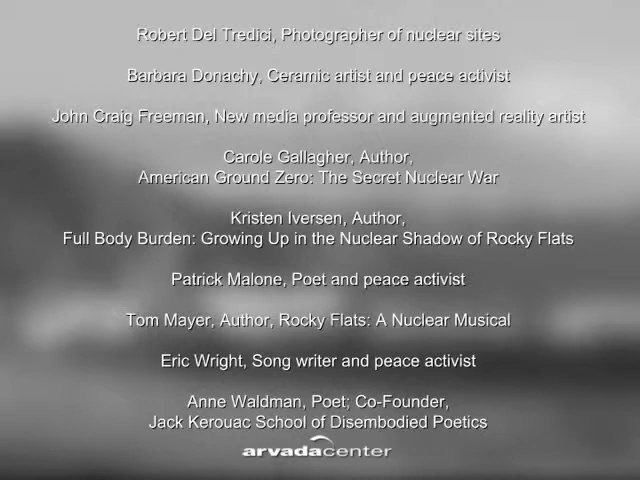 Robert Del Tredici, Photographer of nuclear sites
Barbara Donachy, Ceramic artist and peace activist
John Craig Freeman, New media professor and augmented reality artist
Carole Gallagher, Author,
American Ground Zero: The Secret Nuclear War
Kristen Iversen, Author,
Full Body Burden: Growing Up in the Nuclear Shadow of Rocky Flats
Patrick Malone, Poet and peace activist
Tom Mayer, Author, Rocky Flats: A Nuclear Musical
Eric Wright, Song writer and peace activist
Anne Waldman, Poet; Co-Founder,
Jack Kerouac School of Disembodied Poetics
arvadacenter